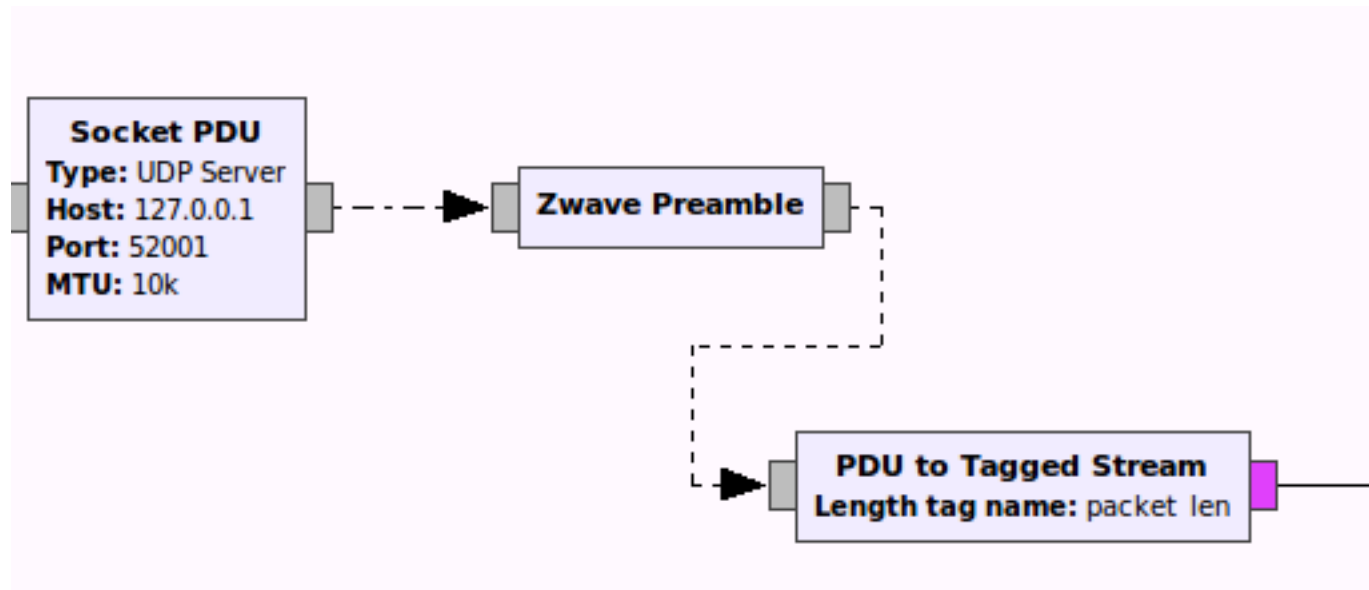 Socket PDU
Type: UDP Server
Host: 127.0.0.1
Port: 52001
MTU: 10k
Zwave Preamble
PDU to Tagged Stream
Length tag name: packet_len